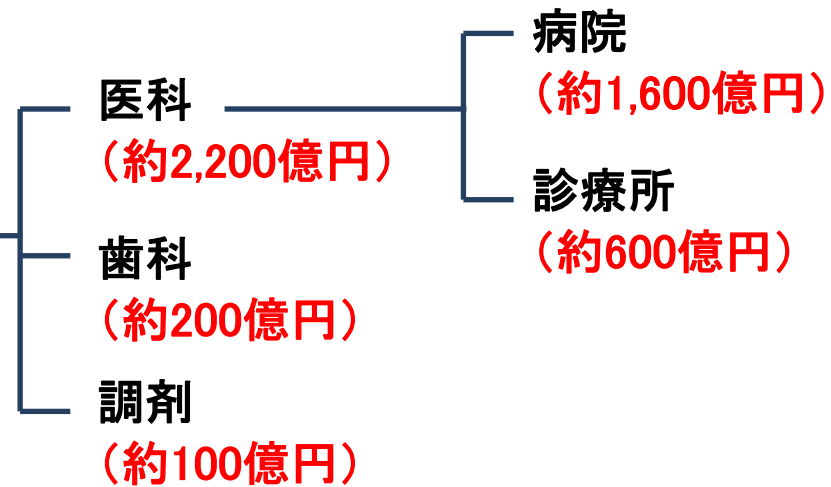 医科
（約2,200億円）
歯科
（約200億円）
調剤
（約100億円）
病院
（約1,600億円）
診療所
（約600億円）